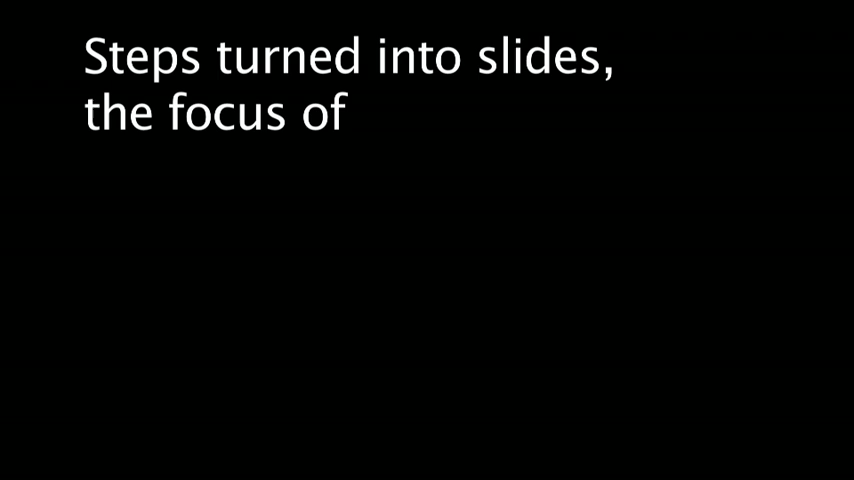 Steps turned into slides,
the focus of